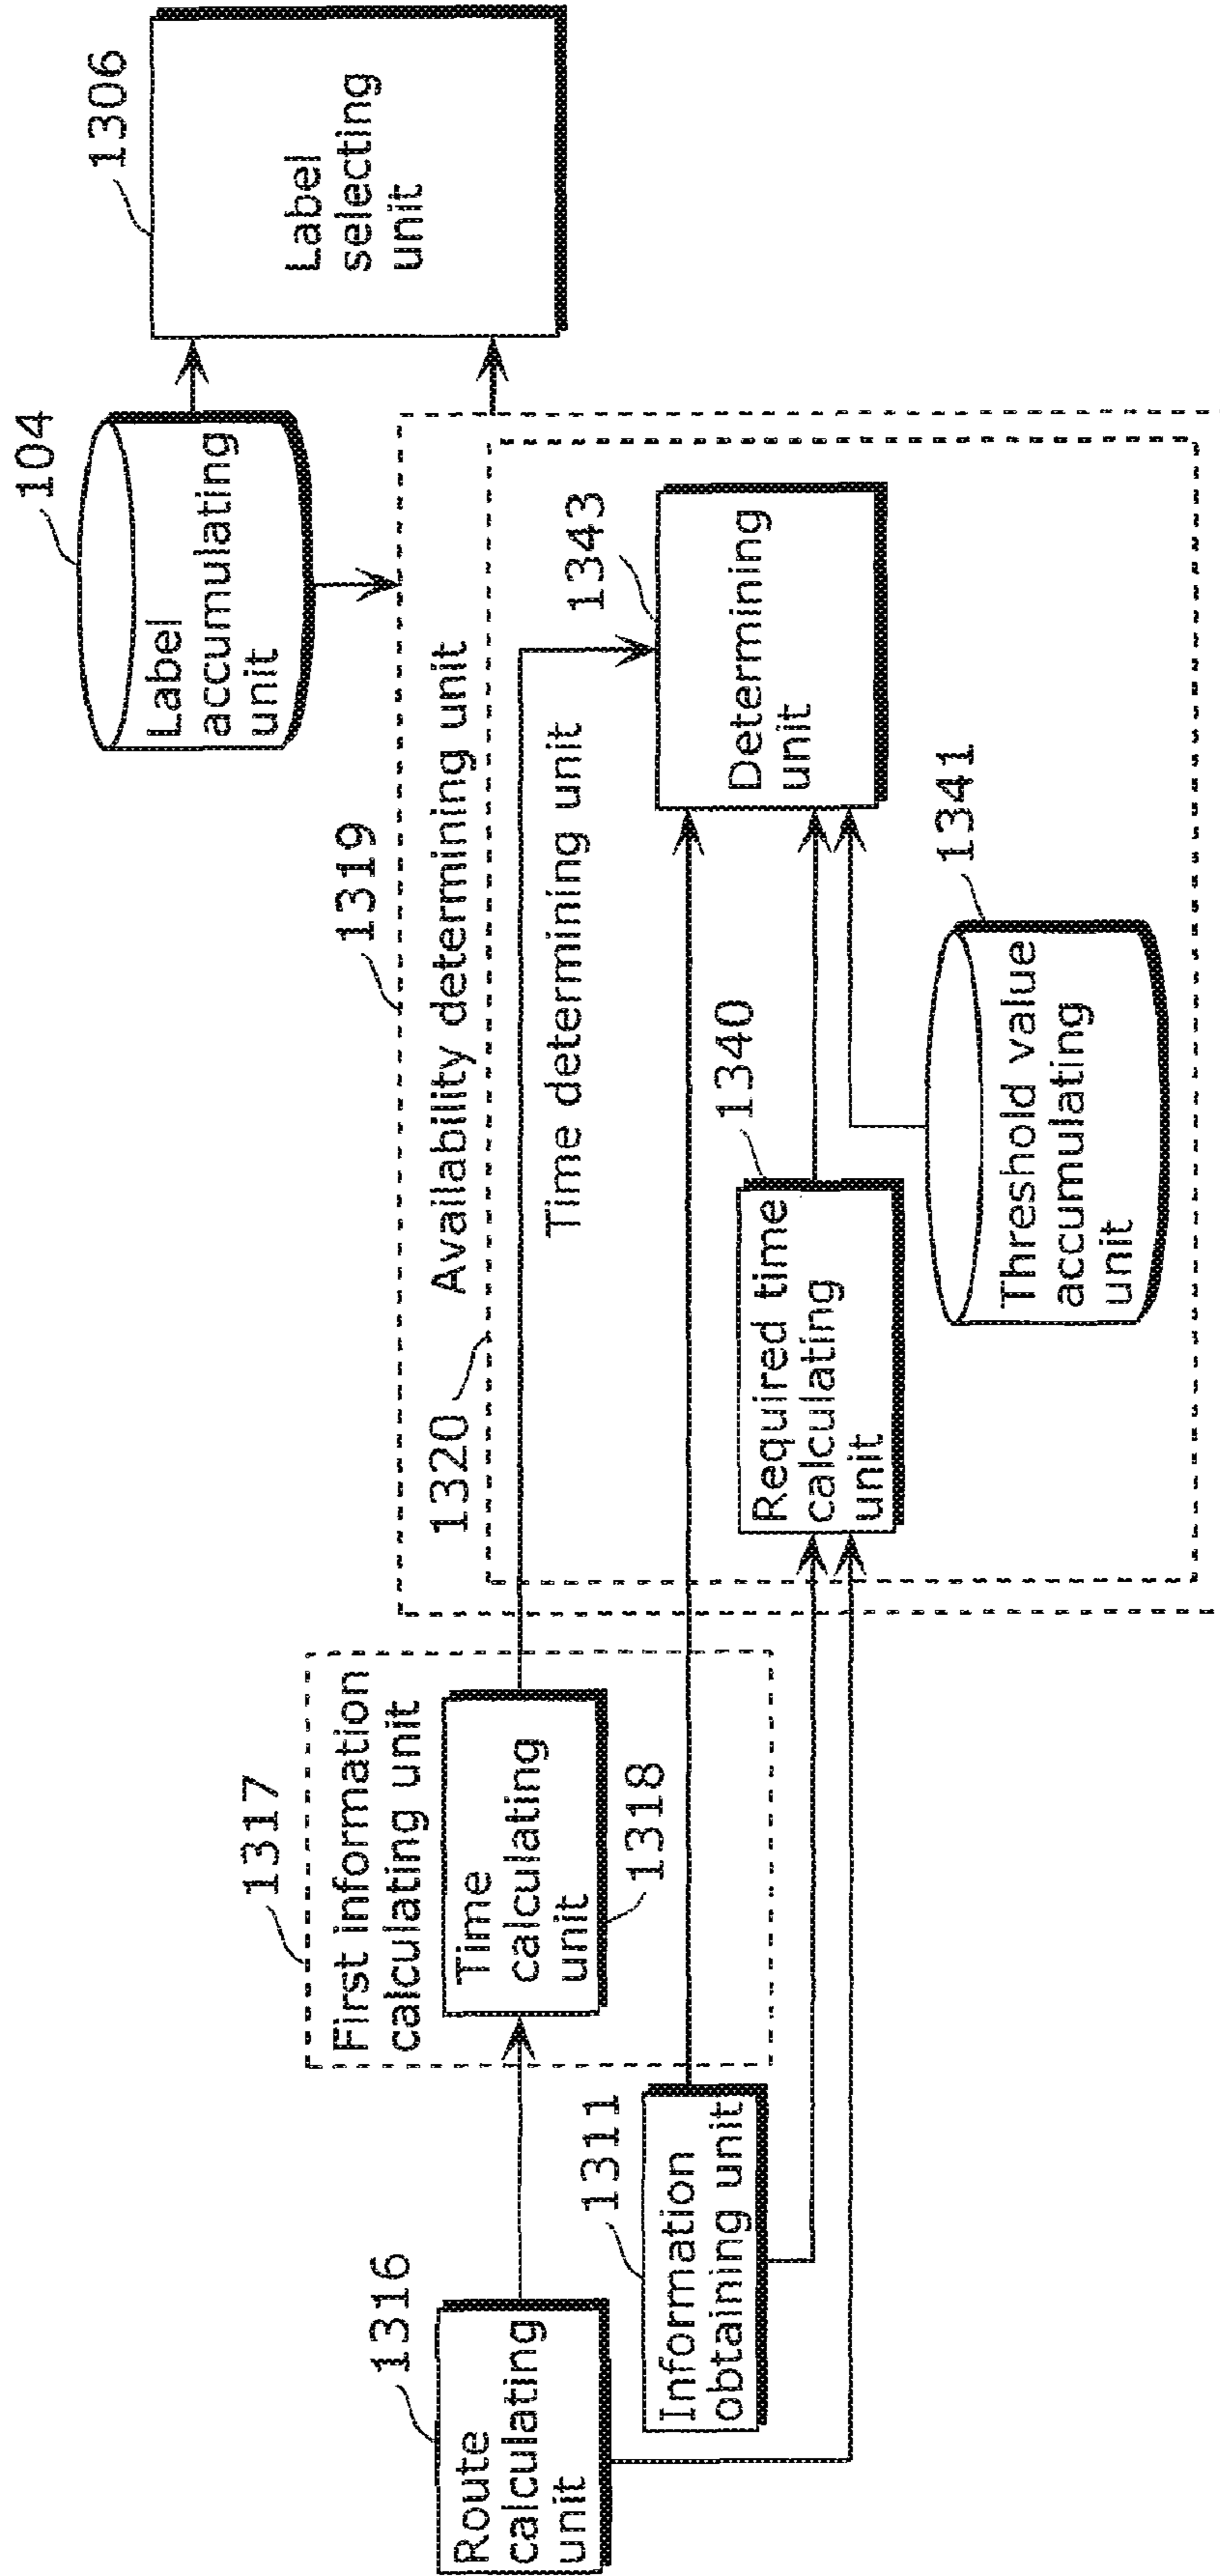 1316
Route
calculating
unit
1311
Information
obtaining unit
1317
First information
calculating unit
Time
calculating
unit
1318
1319
Availability determining unit
1320
Time determining unit
1340
Required time
calculating
unit
1341
Threshold value
accumulating
unit
1343
Determining
unit
104
Label
accumulating
unit
1306
Label
selecting
unit